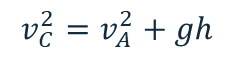 $v_C^2 = v_A^2 + gh$